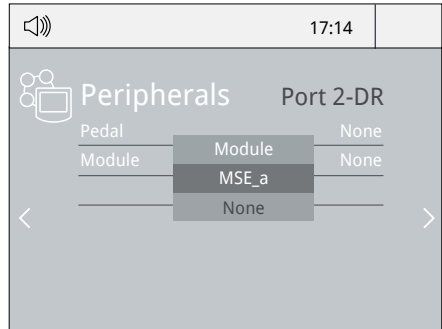 17:14
Peripherals Port 2-DR
Pedal None
Module None
Module
MSE_a
None